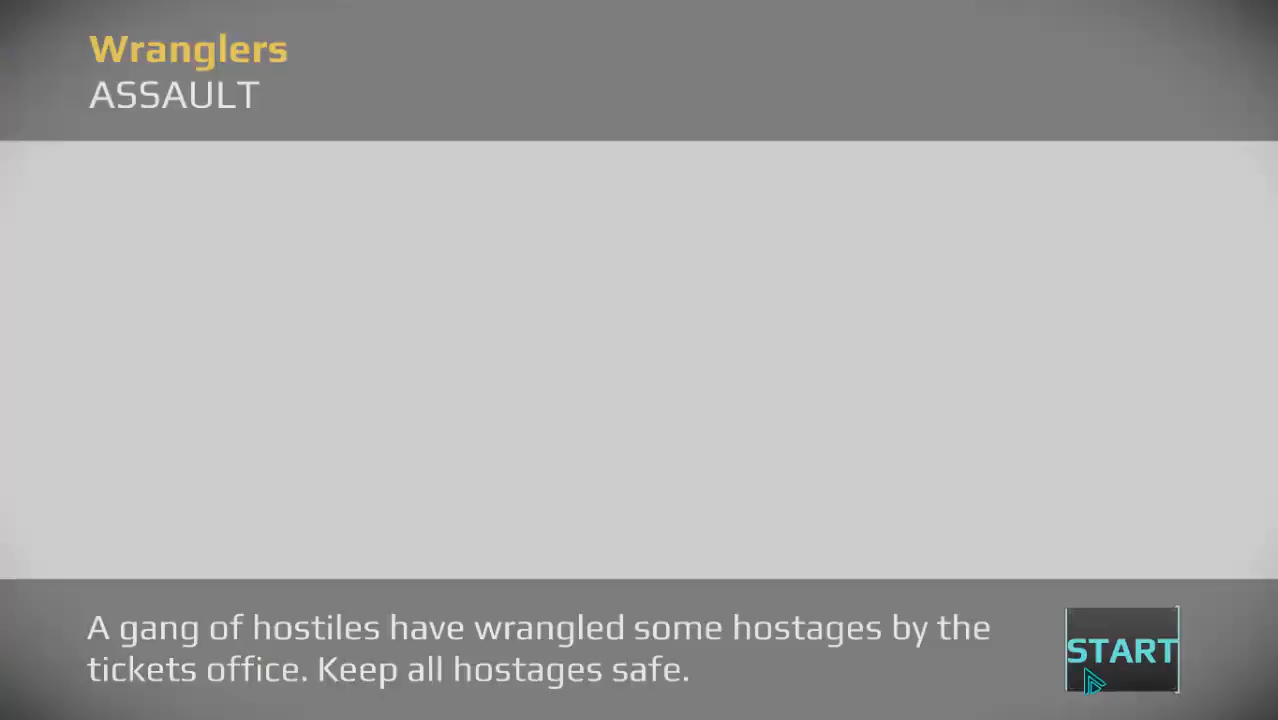 Wranglers
ASSAULT
A gang of hostiles have wrangled some hostages by the
tickets office. Keep all hostages safe.
START